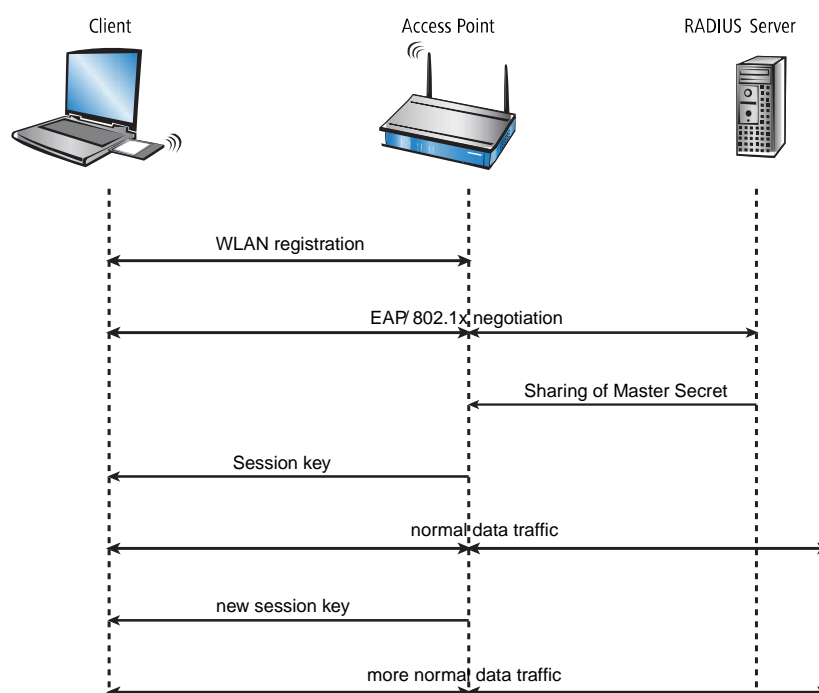 Client
Access Point
RADIUS Server
WLAN registration
EAP/ 802.1x negotiation
Sharing of Master Secret
Session key
normal data traffic
new session key
more normal data traffic